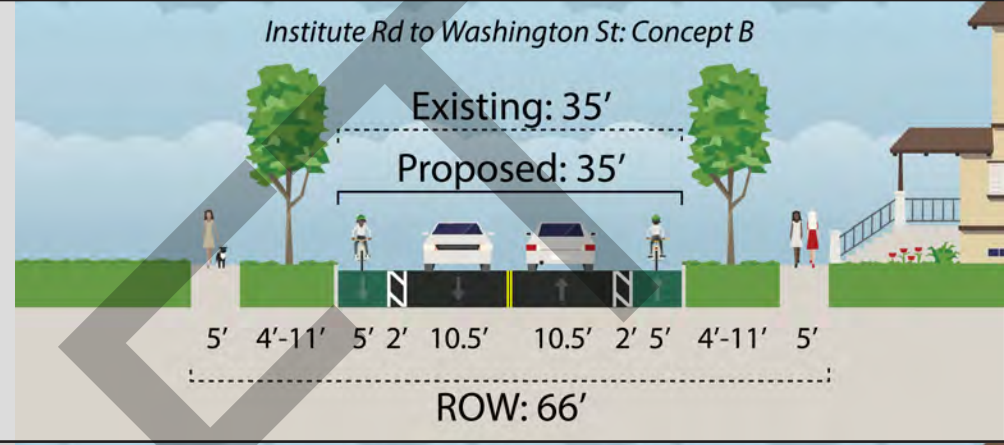 Institute Rd to Washington St: Concept B
Existing: 35′
Proposed: 35′
5′ 4′-11′ 5′ 2′ 10.5′ 10.5′ 2′ 5′ 4′-11′ 5′
ROW: 66′